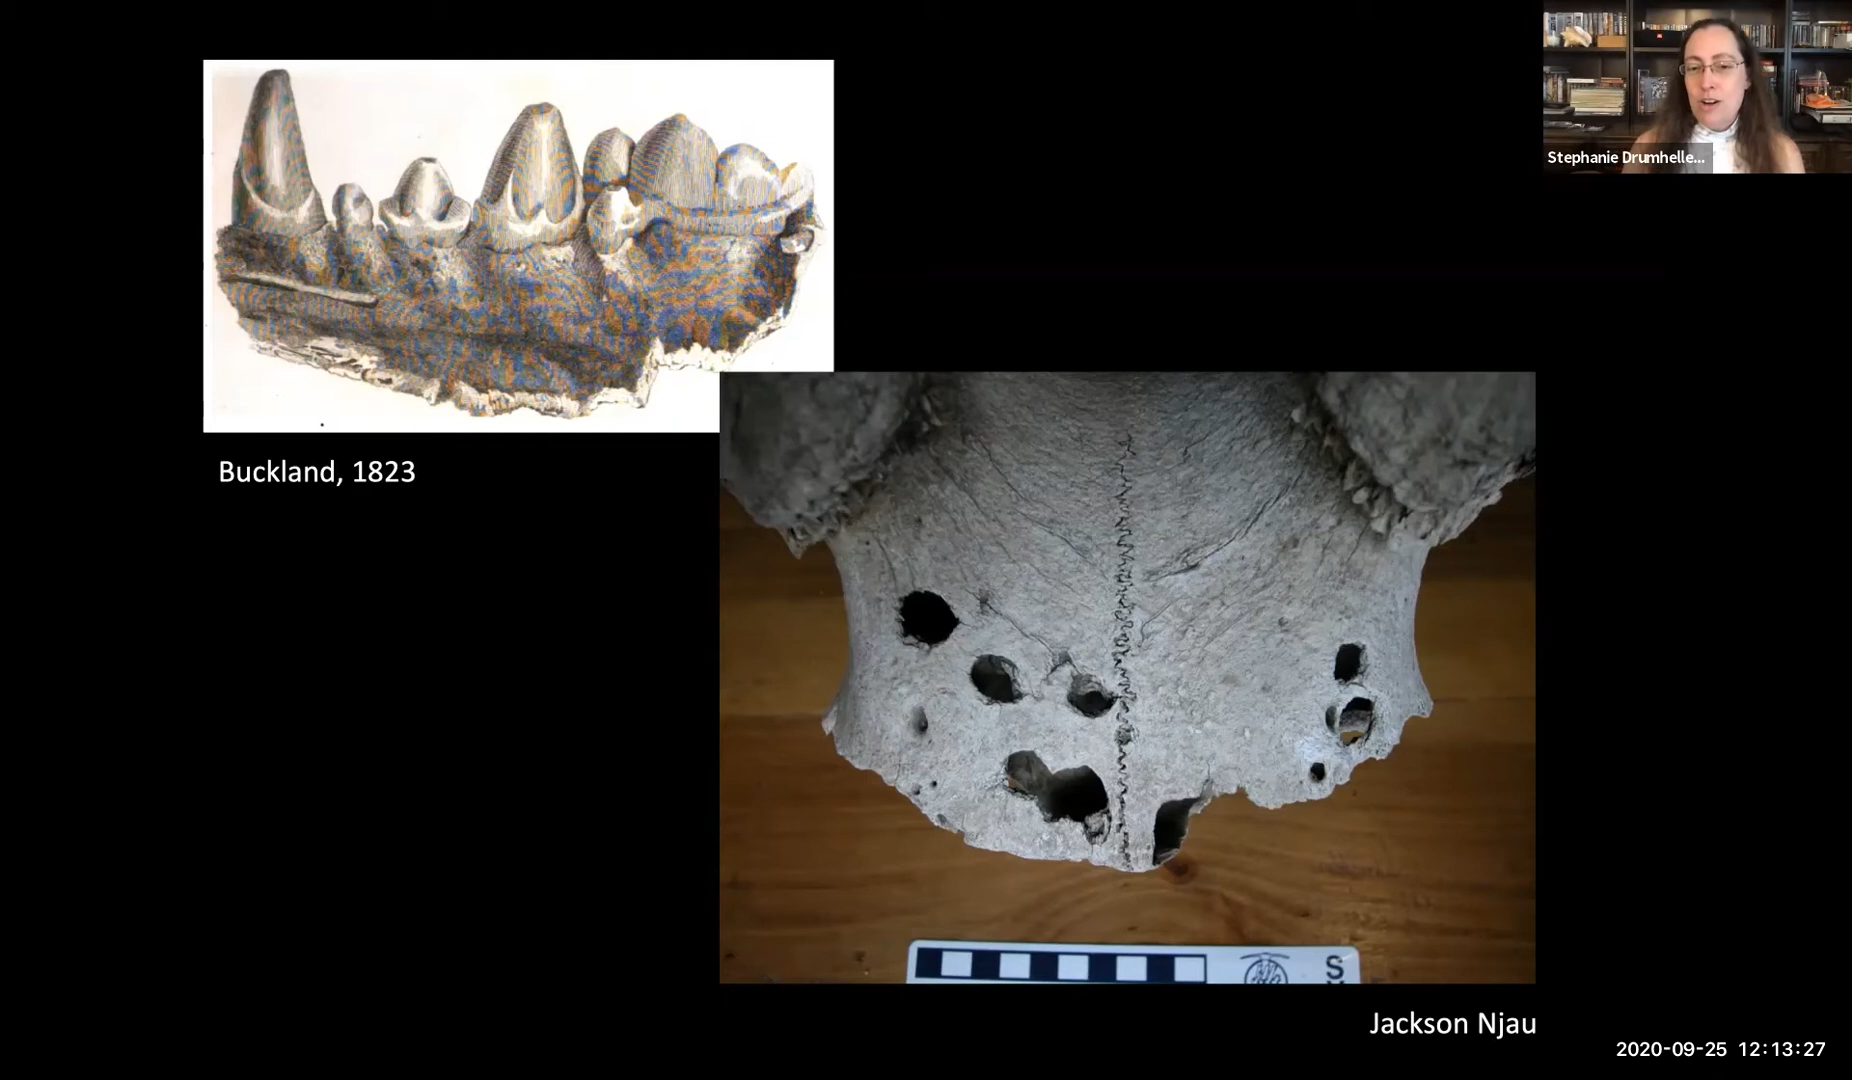 Stephanie Drumhelle...
Buckland, 1823
S
Jackson Njau
2020-09-25 12:13:27